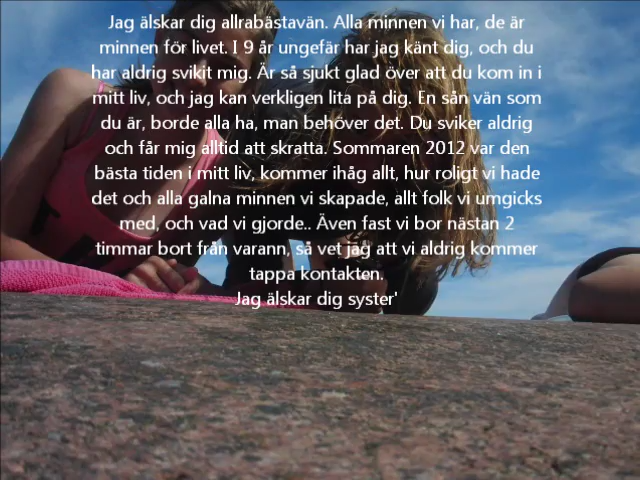 Jag älskar dig allrabästavän. Alla minnen vi har, de är
minnen för livet. I 9 år ungefär har jag känt dig, och du
har aldrig svikit mig. Är så sjukt glad över att du kom in i
mitt liv, och jag kan verkligen lita på dig. En sån vän som
du är, borde alla ha, man behöver det. Du sviker aldrig
och får mig alltid att skratta. Sommaren 2012 var den
bästa tiden i mitt liv, kommer ihåg allt, hur roligt vi hade
det och alla galna minnen vi skapade, allt folk vi umgicks
med, och vad vi gjorde.. Även fast vi bor nästan 2
timmar bort från varann, så vet jag att vi aldrig kommer
tappa kontakten.
Jag älskar dig syster'